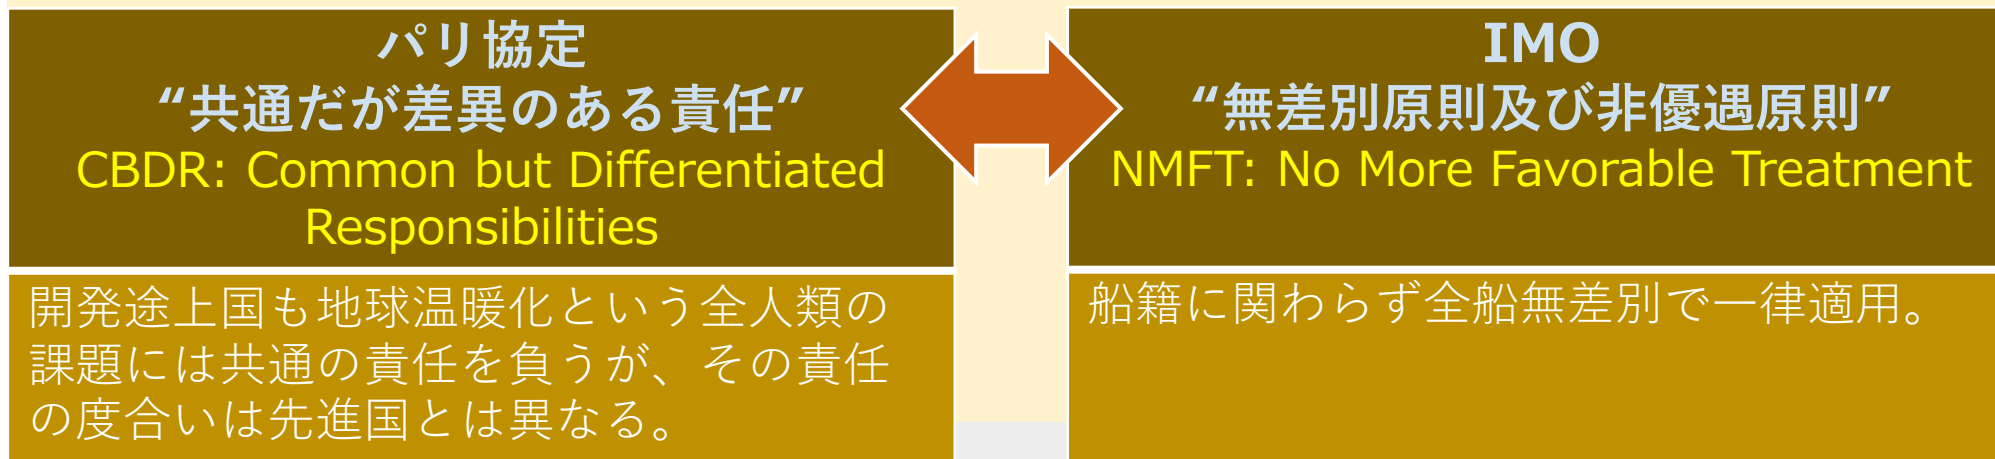 パリ協定
“共通だが差異のある責任”
CBDR: Common but Differentiated
Responsibilities
開発途上国も地球温暖化という全人類の
課題には共通の責任を負うが、その責任
の度合いは先進国とは異なる。
IMO
“無差別原則及び非優遇原則”
NMFT: No More Favorable Treatment
船籍に関わらず全船無差別で一律適用。